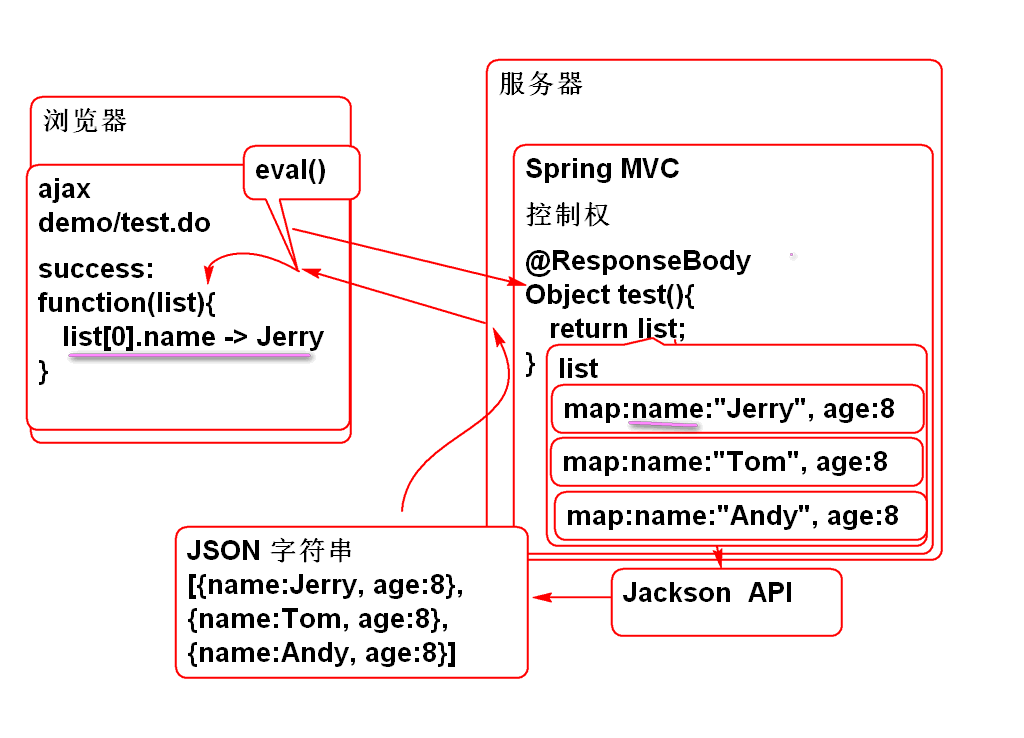 浏览器
eval()
ajax
demo/test.do
success:
function(list){
list[0].name -> Jerry
}
服务器
Spring MVC
控制权
@ResponseBody
Object test(){
return list;
}
list
map:name:"Jerry", age:8
map:name:"Tom", age:8
map:name:"Andy", age:8
JSON 字符串
[{name:Jerry, age:8},
{name:Tom, age:8},
{name:Andy, age:8}]
Jackson API